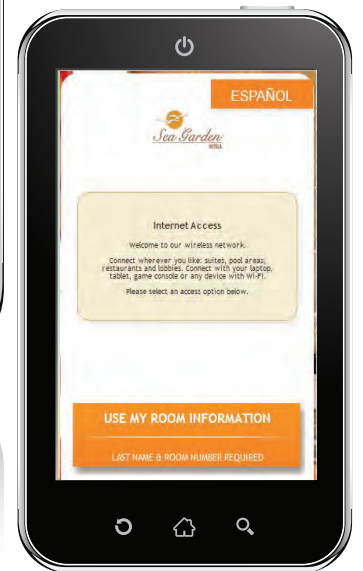 ESPAÑOL
Sea Garden
HOTELS
Internet Access
Welcome to our wireless network.
Connect wherever you like: suites, pool areas,
restaurants and lobbies. Connect with your laptop,
tablet, game console or any device with Wi-Fi.
Please select an access option below.
USE MY ROOM INFORMATION
LAST NAME & ROOM NUMBER REQUIRED